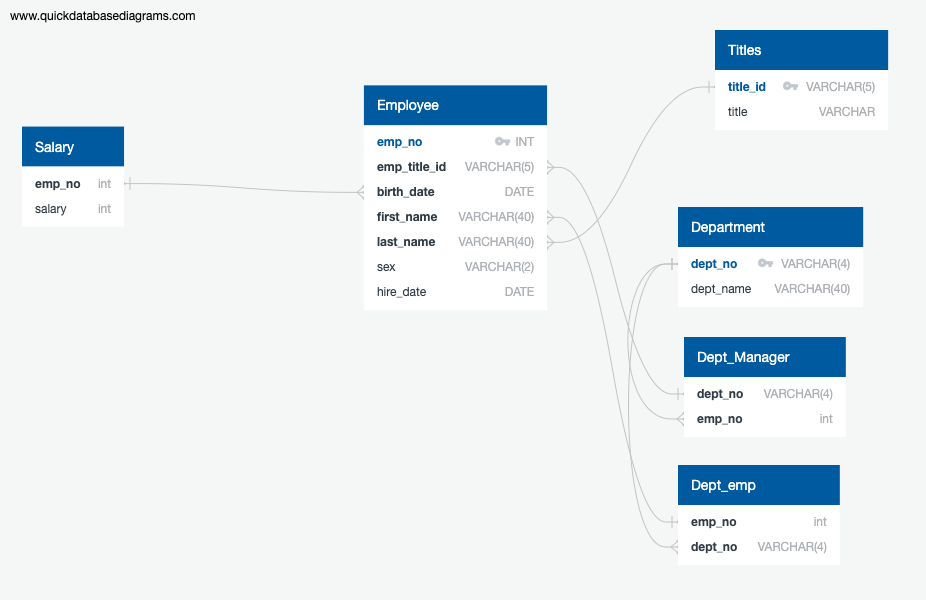 www.quickdatabasediagrams.com
Salary
emp_no int
salary int
Employee
emp_no INT
emp_title_id VARCHAR(5)
birth_date DATE
first_name VARCHAR(40)
last_name VARCHAR(40)
sex VARCHAR(2)
hire_date DATE
Titles
title_id VARCHAR(5)
title VARCHAR
Department
dept_no VARCHAR(4)
dept_name VARCHAR(40)
Dept_Manager
dept_no VARCHAR(4)
emp_no int
Dept_emp
emp_no int
dept_no VARCHAR(4)